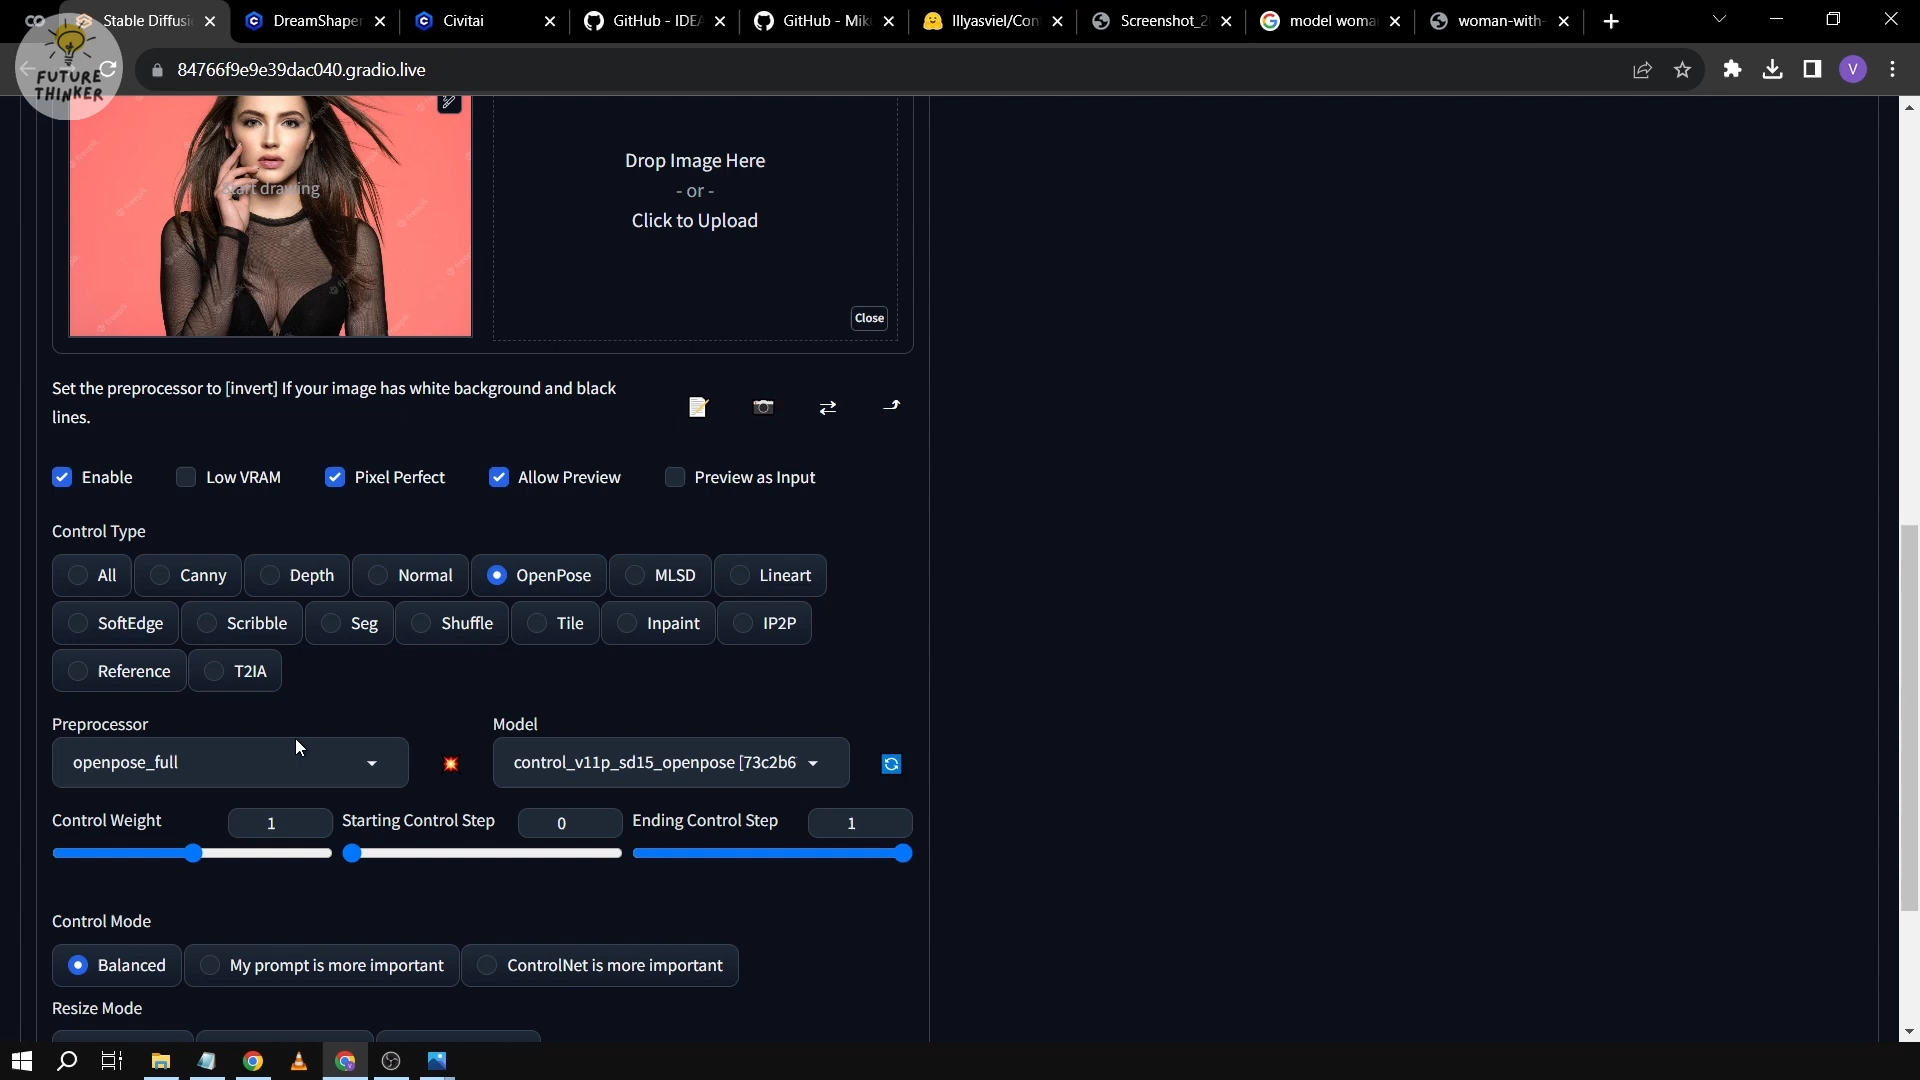 Stable Diffusi
DreamShaper
Civitai
GitHub - IDEA
GitHub - Mik
lllyasviel/Con
Screenshot_2
model woma
woman-with-
84766f9e9e39dac040.gradio.live
V
FUTURE
THINKER
Start drawing
Drop Image Here
- or -
Click to Upload
Close
Set the preprocessor to [invert] If your image has white background and black
lines.
Enable
Low VRAM
Pixel Perfect
Allow Preview
Preview as Input
Control Type
All
Canny
Depth
Normal
OpenPose
MLSD
Lineart
SoftEdge
Scribble
Seg
Shuffle
Tile
Inpaint
IP2P
Reference
T2IA
Preprocessor
Model
openpose_full
control_v11p_sd15_openpose [73c2b6
Control Weight
1
Starting Control Step
0
Ending Control Step
1
Control Mode
Balanced
My prompt is more important
ControlNet is more important
Resize Mode